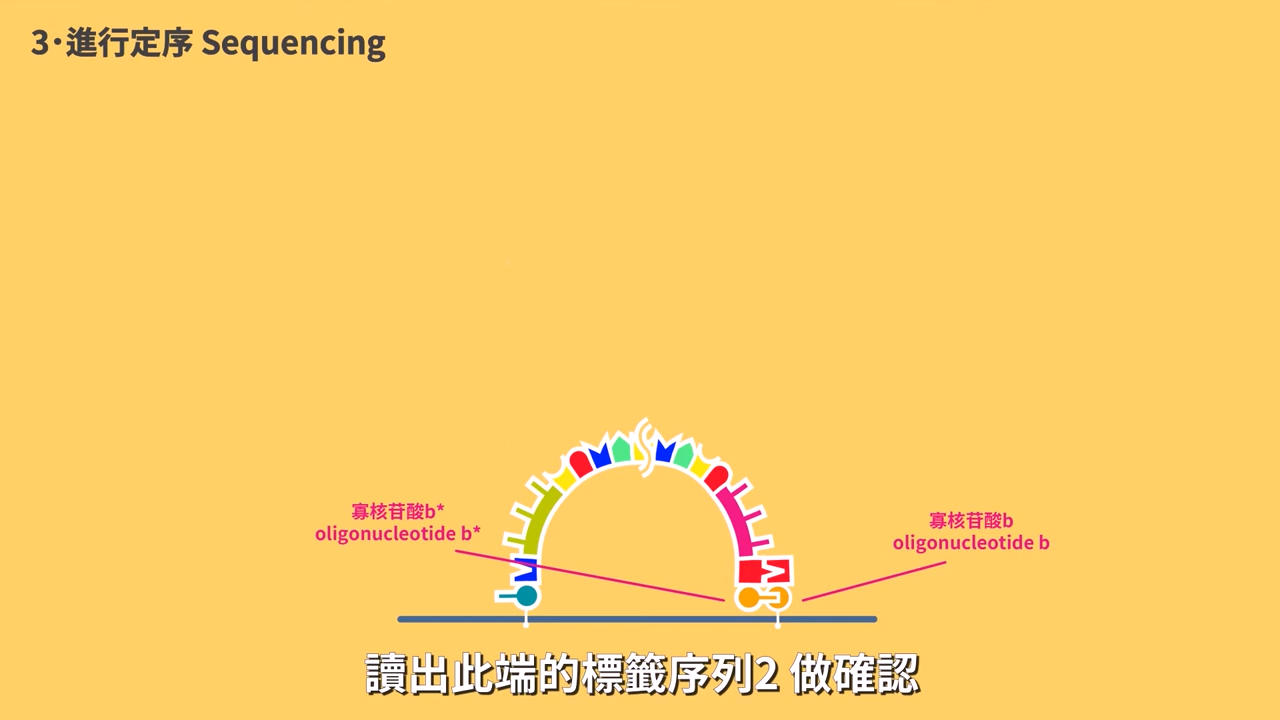 3･進行定序 Sequencing
寡核苷酸b*
oligonucleotide b*
寡核苷酸b
oligonucleotide b
讀出此端的標籤序列2 做確認